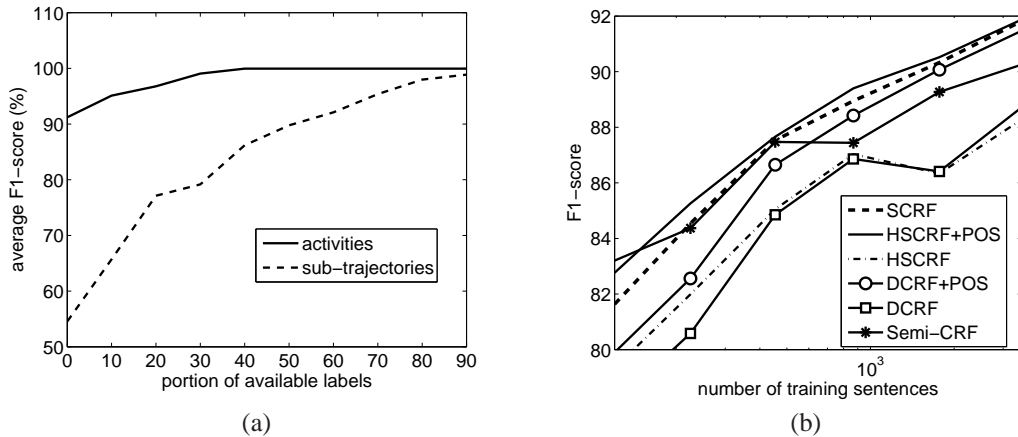 110
100
90
80
70
60
50
0 10 20 30 40 50 60 70 80 90
average F1−score (%)
portion of available labels
activities
sub−trajectories
(a)
92
90
88
86
84
82
80
10^3
F1−score
number of training sentences
SCRF
HSCRF+POS
HSCRF
DCRF+POS
DCRF
Semi−CRF
(b)